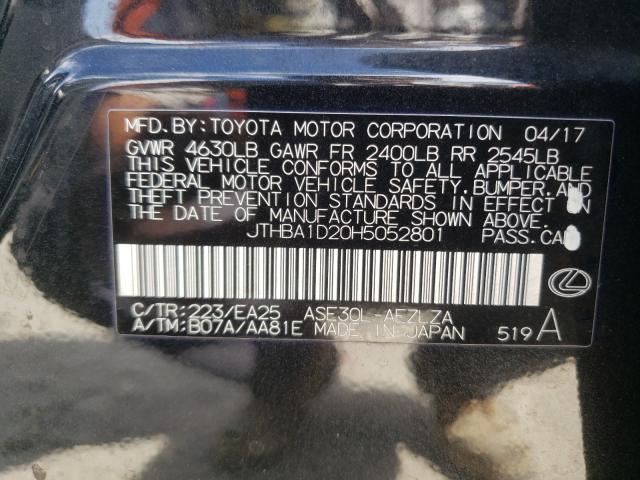 MFD.BY:TOYOTA MOTOR CORPORATION 04/17
GVWR 4630LB GAWR FR 2400LB RR 2545LB
THIS VEHICLE CONFORMS TO ALL APPLICABLE
FEDERAL MOTOR VEHICLE SAFETY,BUMPER,AND
THEFT PREVENTION STANDARDS IN EFFECT ON
THE DATE OF MANUFACTURE SHOWN ABOVE.
JTHBA1D20H5052801 PASS.CAR
C/TR:223/EA25 ASE30L-AEZLZA
A/TM:B07A/AA81E MADE IN JAPAN 519 A